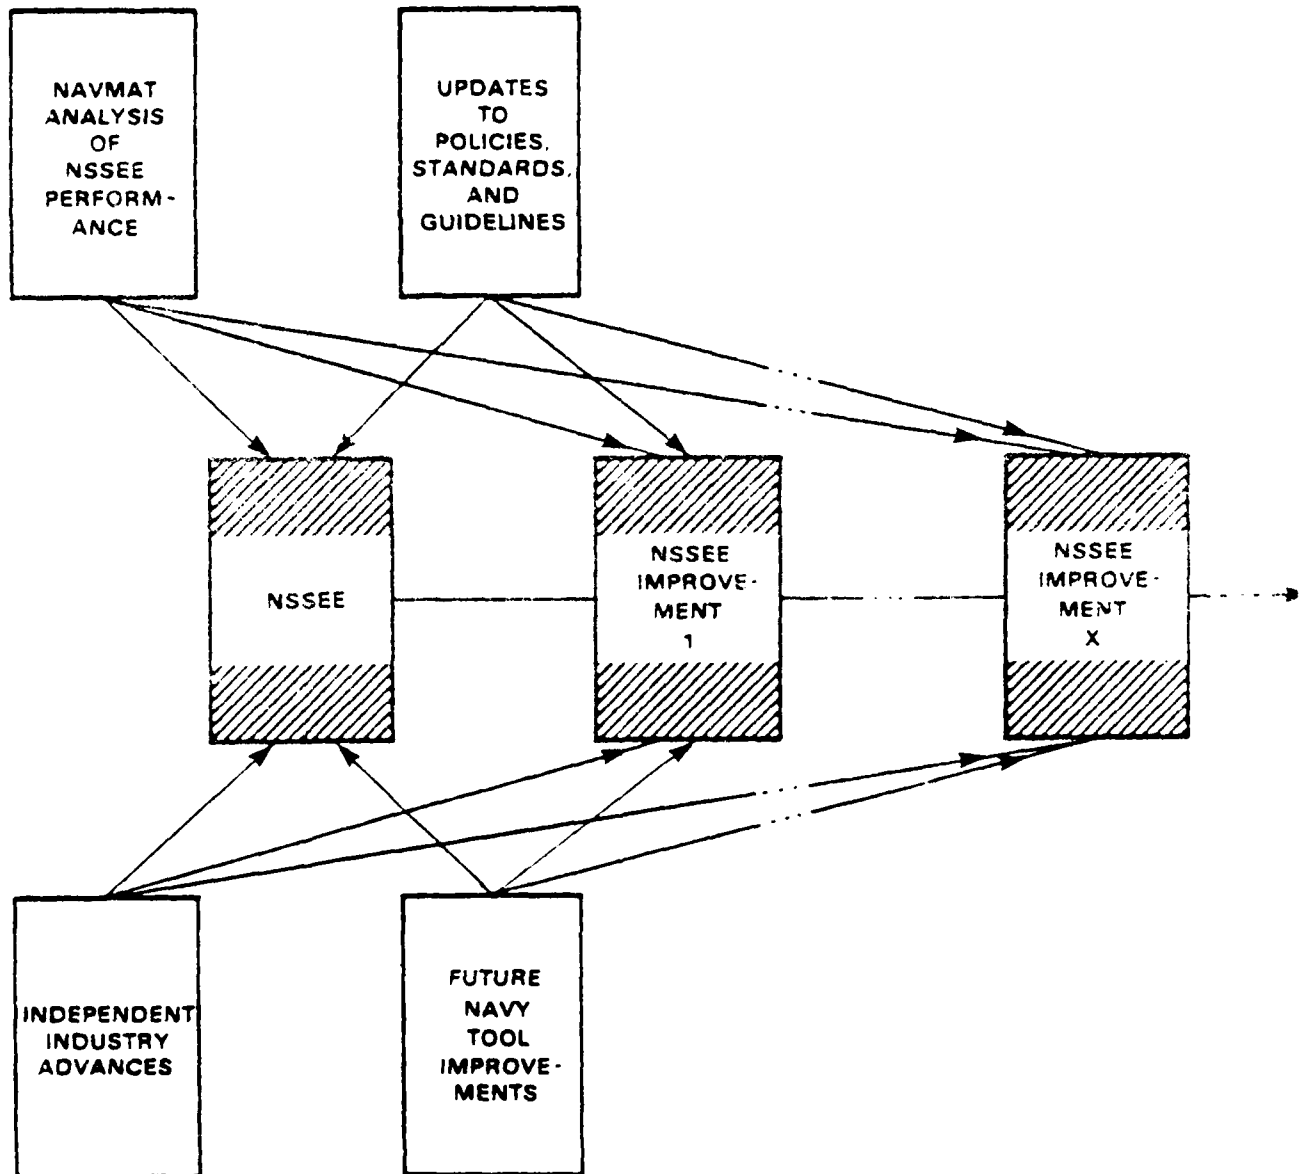 NAVMAT
ANALYSIS
OF
NSSEE
PERFORM-
ANCE
UPDATES
TO
POLICIES,
STANDARDS,
AND
GUIDELINES
NSSEE
NSSEE
IMPROVE-
MENT
1
NSSEE
IMPROVE-
MENT
X
INDEPENDENT
INDUSTRY
ADVANCES
FUTURE
NAVY
TOOL
IMPROVE-
MENTS